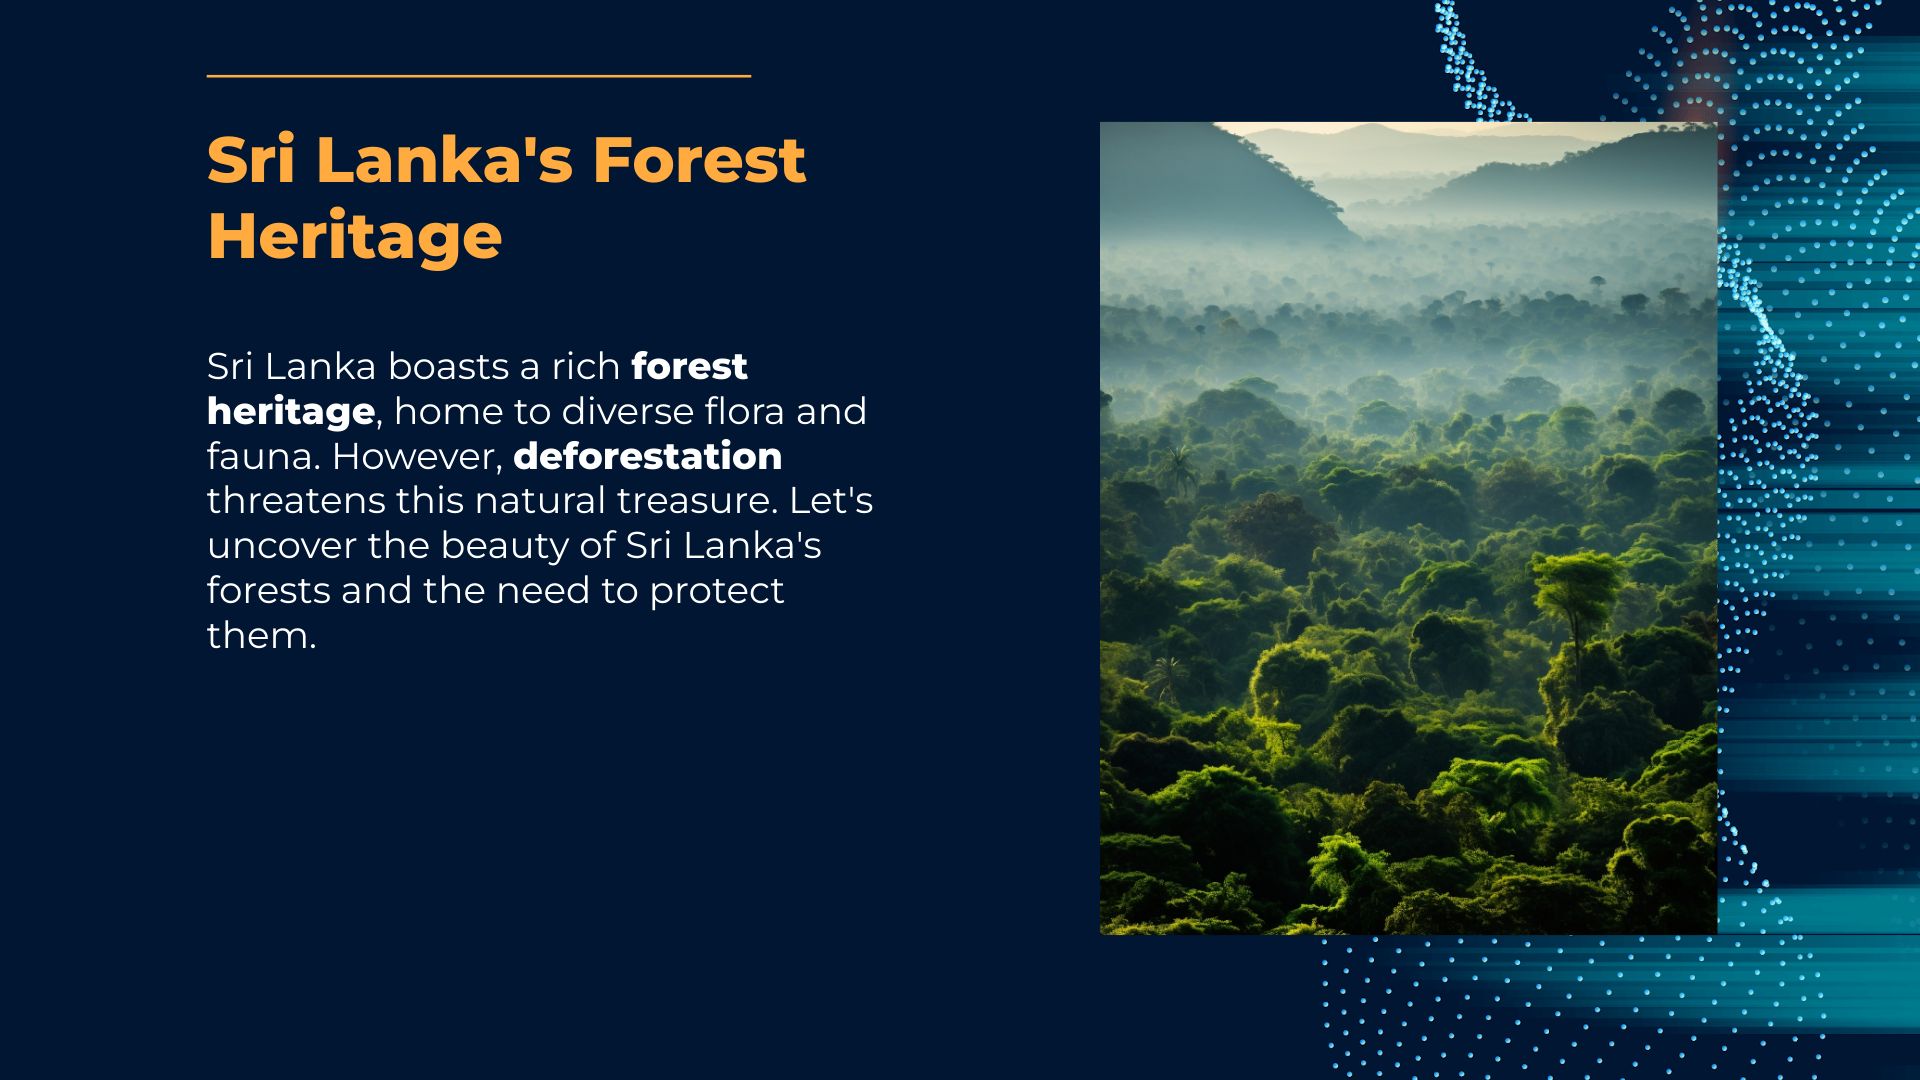 Sri Lanka's Forest
Heritage
Sri Lanka boasts a rich forest
heritage, home to diverse flora and
fauna. However, deforestation
threatens this natural treasure. Let's
uncover the beauty of Sri Lanka's
forests and the need to protect
them.